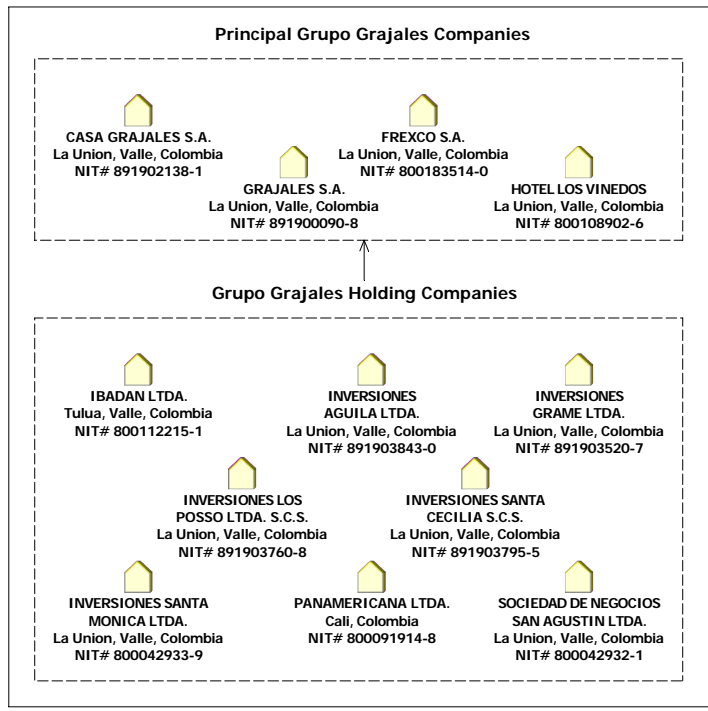 Principal Grupo Grajales Companies
CASA GRAJALES S.A.
La Union, Valle, Colombia
NIT# 891902138-1
FREXCO S.A.
La Union, Valle, Colombia
NIT# 800183514-0
GRAJALES S.A.
La Union, Valle, Colombia
NIT# 891900090-8
HOTEL LOS VINEDOS
La Union, Valle, Colombia
NIT# 800108902-6
Grupo Grajales Holding Companies
IBADAN LTDA.
Tulua, Valle, Colombia
NIT# 800112215-1
INVERSIONES
AGUILA LTDA.
La Union, Valle, Colombia
NIT# 891903843-0
INVERSIONES
GRAME LTDA.
La Union, Valle, Colombia
NIT# 891903520-7
INVERSIONES LOS
POSSO LTDA. S.C.S.
La Union, Valle, Colombia
NIT# 891903760-8
INVERSIONES SANTA
CECILIA S.C.S.
La Union, Valle, Colombia
NIT# 891903795-5
INVERSIONES SANTA
MONICA LTDA.
La Union, Valle, Colombia
NIT# 800042933-9
PANAMERICANA LTDA.
Cali, Colombia
NIT# 800091914-8
SOCIEDAD DE NEGOCIOS
SAN AGUSTIN LTDA.
La Union, Valle, Colombia
NIT# 800042932-1